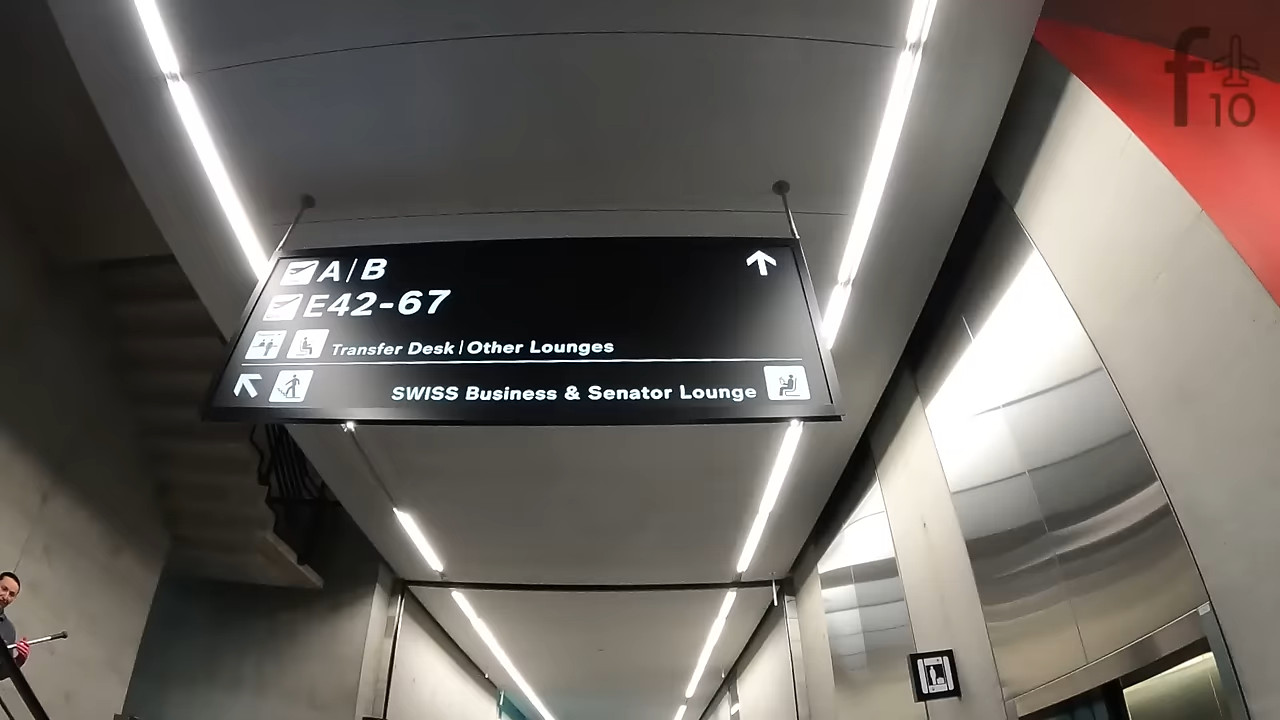 A/B
E42-67
Transfer Desk | Other Lounges
SWISS Business & Senator Lounge
f
10